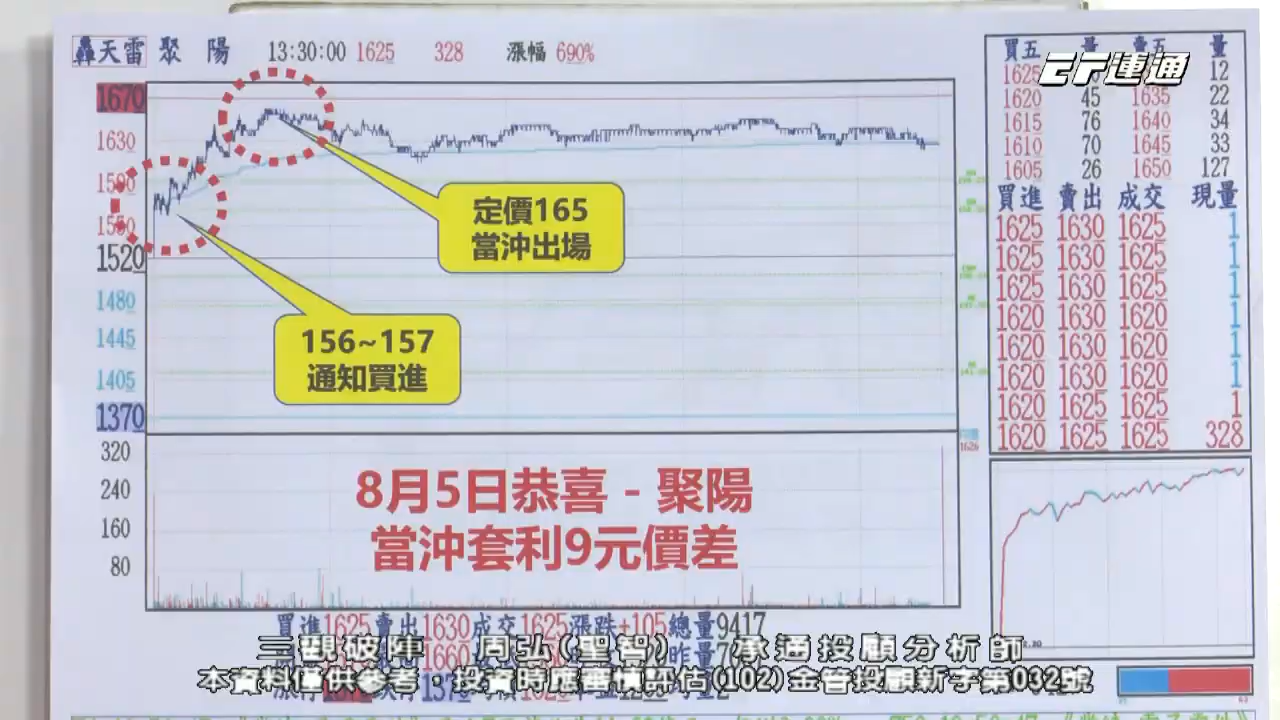 轟天雷 聚 陽 13:30:00 1625 328 漲幅 690%
EF連通
1670
1630
1590
1550
1520
1480
1445
1405
1370
320
240
160
80
定價165
當沖出場
156~157
通知買進
8月5日恭喜 - 聚陽
當沖套利9元價差
買五 量 賣五 量
1625 12
1620 45 1635 22
1615 76 1640 34
1610 70 1645 33
1605 26 1650 127
買進 賣出 成交 現量
1625 1630 1625 1
1625 1630 1625 1
1625 1630 1625 1
1620 1630 1620 1
1620 1630 1620 1
1620 1630 1620 1
1620 1625 1625 1
1620 1625 1625 328
買進1625賣出1630成交1625漲跌+105總量9417
三觀破陣 周弘(聖智) 承通投顧分析師
本資料僅供參考,投資時應審慎評估(102)金管投顧新字第032號